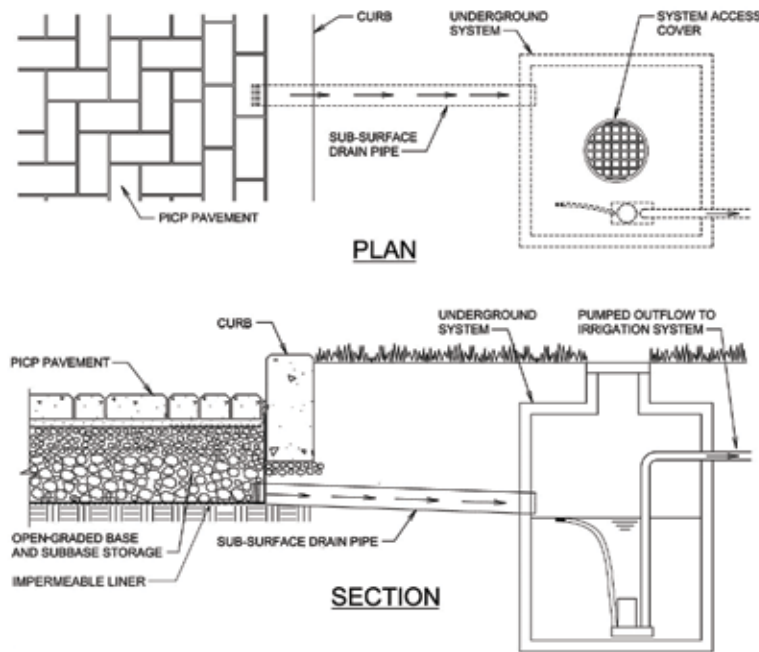 CURB
UNDERGROUND
SYSTEM
SYSTEM ACCESS
COVER
SUB-SURFACE
DRAIN PIPE
PICP PAVEMENT
PLAN
UNDERGROUND
SYSTEM
PUMPED OUTFLOW TO
IRRIGATION SYSTEM
CURB
PICP PAVEMENT
OPEN-GRADED BASE
AND SUBBASE STORAGE
SUB-SURFACE DRAIN PIPE
IMPERMEABLE LINER
SECTION